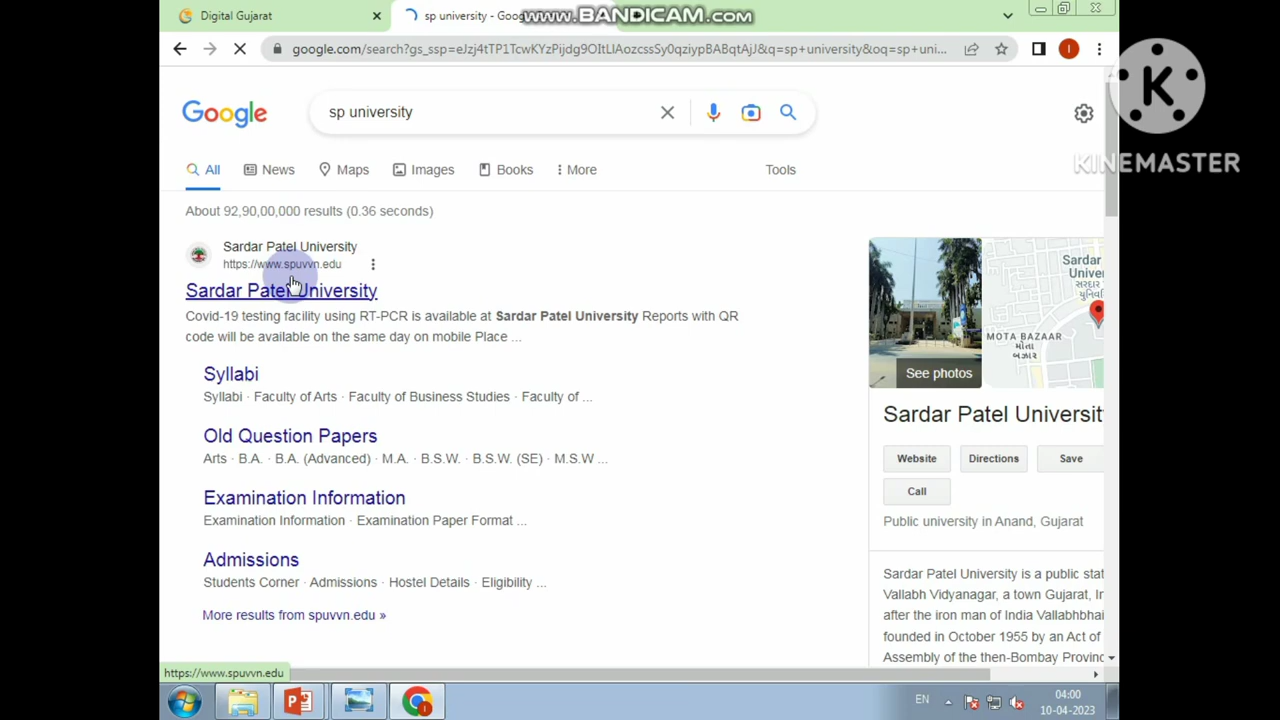 Digital Gujarat
sp university - Goo
www.BANDICAM.com
google.com/search?gs_ssp=eJzj4tTP1TcwKYzPijdg9OItLIAozcssSy0qziypBABqtAjJ&q=sp+university&oq=sp+uni...
KINEMASTER
Google
sp university
All
News
Maps
Images
Books
More
Tools
About 92,90,00,000 results (0.36 seconds)
Sardar Patel University
https://www.spuvvn.edu
Sardar Patel University
Covid-19 testing facility using RT-PCR is available at Sardar Patel University Reports with QR
code will be available on the same day on mobile Place ...
Syllabi
Syllabi · Faculty of Arts · Faculty of Business Studies · Faculty of ...
Old Question Papers
Arts · B.A. · B.A. (Advanced) · M.A. · B.S.W. · B.S.W. (SE) · M.S.W ...
Examination Information
Examination Information · Examination Paper Format ...
Admissions
Students Corner · Admissions · Hostel Details · Eligibility ...
More results from spuvvn.edu »
See photos
Sardar
Unive
સરદાર
યુનિવ
MOTA BAZAAR
મોતા
બઝાર
Sardar Patel University
Website
Directions
Save
Call
Public university in Anand, Gujarat
Sardar Patel University is a public stat
Vallabh Vidyanagar, a town Gujarat, In
after the iron man of India Vallabhbhai
founded in October 1955 by an Act of
Assembly of the then-Bombay Provinc
https://www.spuvvn.edu
EN
04:00
10-04-2023